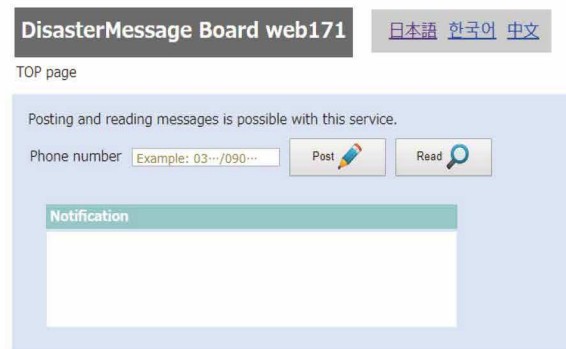 DisasterMessage Board web171
日本語 한국어 中文
TOP page
Posting and reading messages is possible with this service.
Phone number Example: 03…/090… Post Read
Notification